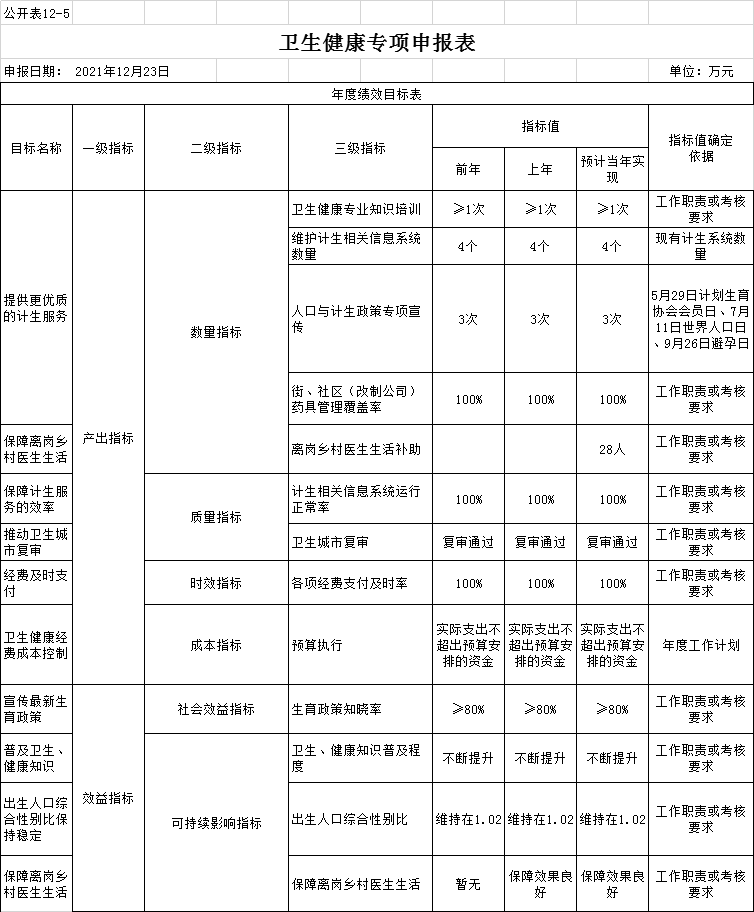 公开表12-5
卫生健康专项申报表
申报日期： 2021年12月23日 单位：万元
年度绩效目标表
目标名称 一级指标 二级指标 三级指标 指标值 指标值确定
依据
前年 上年 预计当年实
现
提供更优质
的计生服务
产出指标
数量指标
卫生健康专业知识培训 ≥1次 ≥1次 ≥1次 工作职责或考核
要求
维护计生相关信息系统
数量
4个 4个 4个 现有计生系统数
量
人口与计生政策专项宣
传
3次 3次 3次
5月29日计划生育
协会会员日、7月
11日世界人口日
、9月26日避孕日
街、社区（改制公司）
药具管理覆盖率
100% 100% 100% 工作职责或考核
要求
保障离岗乡
村医生生活
离岗乡村医生生活补助 28人 工作职责或考核
要求
保障计生服
务的效率
质量指标
计生相关信息系统运行
正常率
100% 100% 100% 工作职责或考核
要求
推动卫生城
市复审
卫生城市复审 复审通过 复审通过 复审通过 工作职责或考核
要求
经费及时支
付
时效指标 各项经费支付及时率 100% 100% 100% 工作职责或考核
要求
卫生健康经
费成本控制
成本指标 预算执行
实际支出不
超出预算安
排的资金
实际支出不
超出预算安
排的资金
实际支出不
超出预算安
排的资金
年度工作计划
宣传最新生
育政策
效益指标
社会效益指标 生育政策知晓率 ≥80% ≥80% ≥80% 工作职责或考核
要求
普及卫生、
健康知识
可持续影响指标
卫生、健康知识普及程
度
不断提升 不断提升 不断提升 工作职责或考核
要求
出生人口综
合性别比保
持稳定
出生人口综合性别比 维持在1.02 维持在1.02 维持在1.02 工作职责或考核
要求
保障离岗乡
村医生生活
保障离岗乡村医生生活 暂无 保障效果良
好
保障效果良
好
工作职责或考核
要求